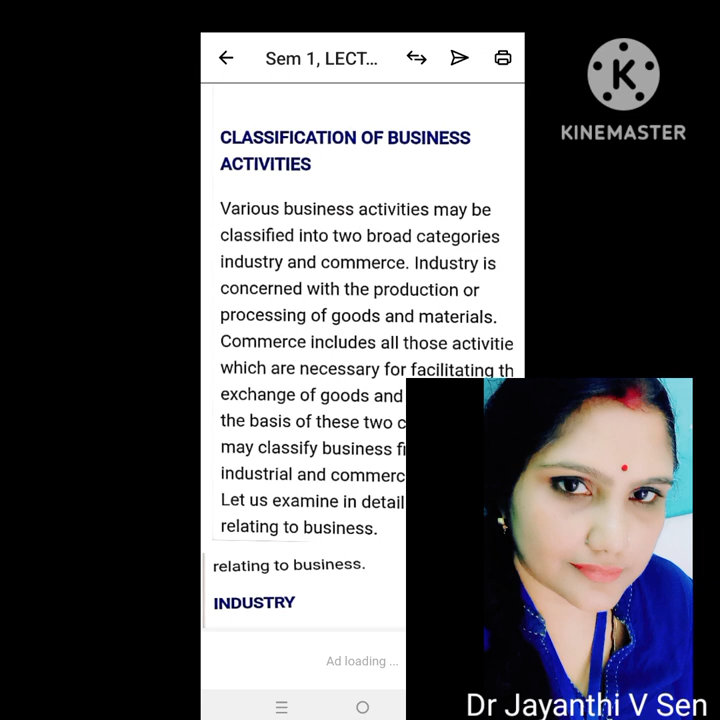 Sem 1, LECT...
KINEMASTER
CLASSIFICATION OF BUSINESS
ACTIVITIES
Various business activities may be
classified into two broad categories
industry and commerce. Industry is
concerned with the production or
processing of goods and materials.
Commerce includes all those activitie
which are necessary for facilitating th
exchange of goods and
the basis of these two c
may classify business fi
industrial and commerc
Let us examine in detail
relating to business.
relating to business.
INDUSTRY
Ad loading ...
Dr Jayanthi V Sen